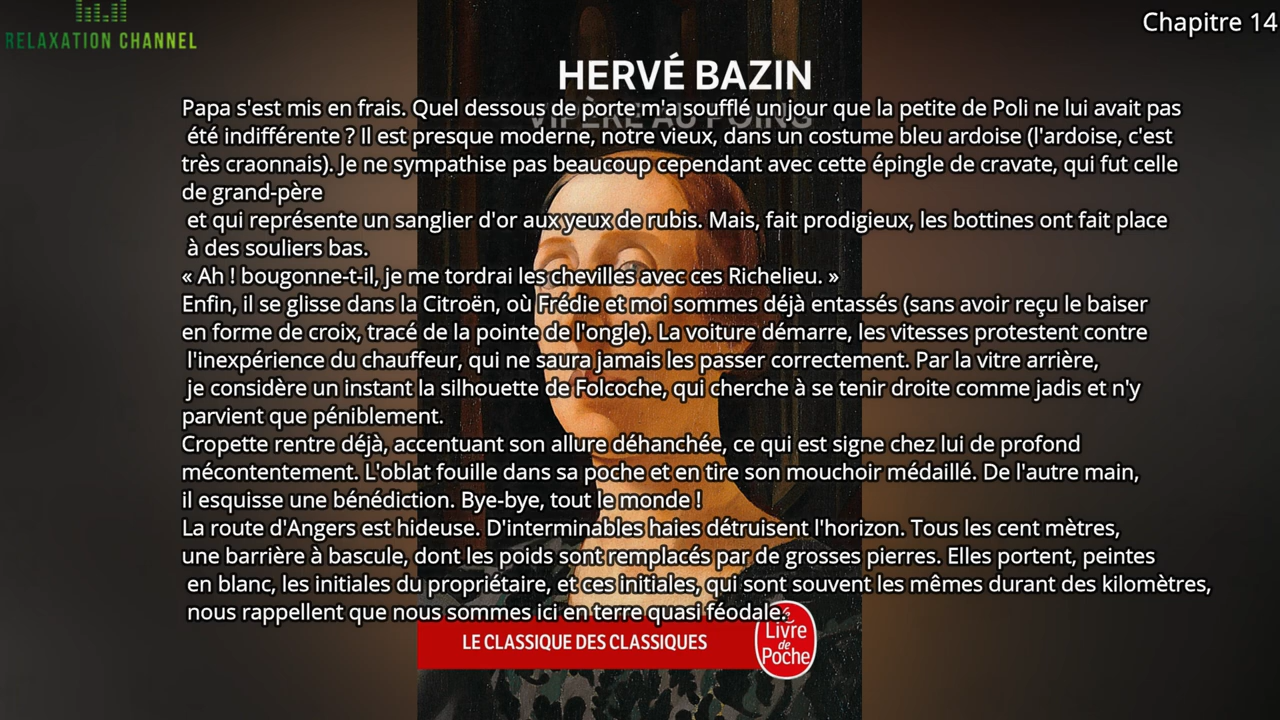 RELAXATION CHANNEL
Chapitre 14
HERVÉ BAZIN
VIPÈRE AU POING
Papa s'est mis en frais. Quel dessous de porte m'a soufflé un jour que la petite de Poli ne lui avait pas
été indifférente ? Il est presque moderne, notre vieux, dans un costume bleu ardoise (l'ardoise, c'est
très craonnais). Je ne sympathise pas beaucoup cependant avec cette épingle de cravate, qui fut celle
de grand-père
et qui représente un sanglier d'or aux yeux de rubis. Mais, fait prodigieux, les bottines ont fait place
à des souliers bas.
« Ah ! bougonne-t-il, je me tordrai les chevilles avec ces Richelieu. »
Enfin, il se glisse dans la Citroën, où Frédie et moi sommes déjà entassés (sans avoir reçu le baiser
en forme de croix, tracé de la pointe de l'ongle). La voiture démarre, les vitesses protestent contre
l'inexpérience du chauffeur, qui ne saura jamais les passer correctement. Par la vitre arrière,
je considère un instant la silhouette de Folcoche, qui cherche à se tenir droite comme jadis et n'y
parvient que péniblement.
Cropette rentre déjà, accentuant son allure déhanchée, ce qui est signe chez lui de profond
mécontentement. L'oblat fouille dans sa poche et en tire son mouchoir médaillé. De l'autre main,
il esquisse une bénédiction. Bye-bye, tout le monde !
La route d'Angers est hideuse. D'interminables haies détruisent l'horizon. Tous les cent mètres,
une barrière à bascule, dont les poids sont remplacés par de grosses pierres. Elles portent, peintes
en blanc, les initiales du propriétaire, et ces initiales, qui sont souvent les mêmes durant des kilomètres,
nous rappellent que nous sommes ici en terre quasi féodale.
LE CLASSIQUE DES CLASSIQUES
Le
Livre
de
Poche